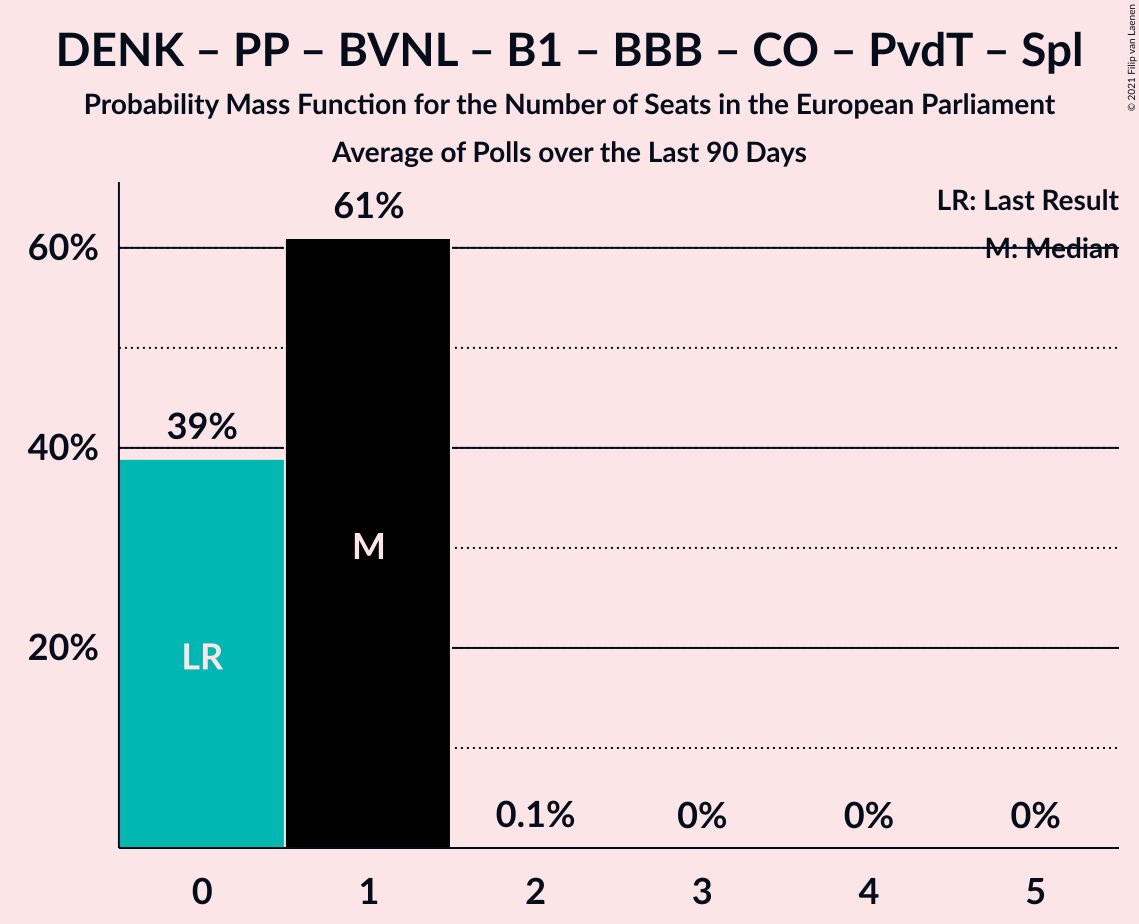 DENK – PP – BVNL – B1 – BBB – CO – PvdT – Spl
Probability Mass Function for the Number of Seats in the European Parliament
Average of Polls over the Last 90 Days
© 2021 Filip van Laenen
LR: Last Result
M: Median
61%
60%
39%
40%
M
LR
20%
0.1%
0%
0%
0%
0
1
2
3
4
5